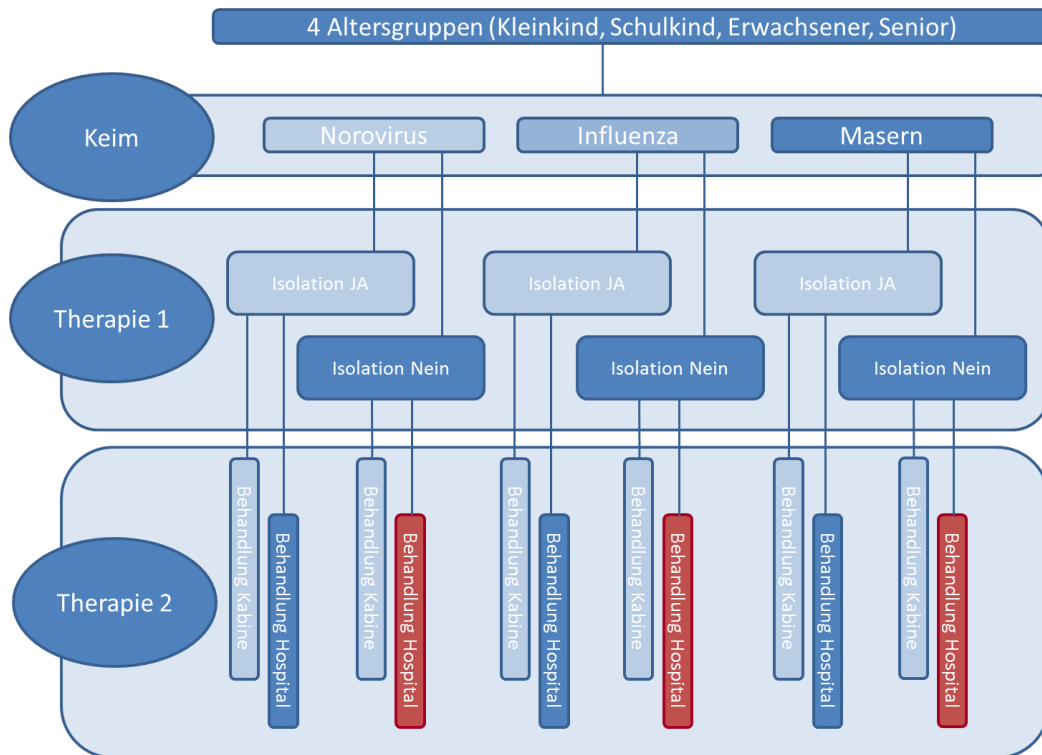 4 Altersgruppen (Kleinkind, Schulkind, Erwachsener, Senior)
Keim
Norovirus
Influenza
Masern
Therapie 1
Isolation JA
Isolation JA
Isolation JA
Isolation Nein
Isolation Nein
Isolation Nein
Therapie 2
Behandlung Kabine
Behandlung Hospital
Behandlung Kabine
Behandlung Hospital
Behandlung Kabine
Behandlung Hospital
Behandlung Kabine
Behandlung Hospital
Behandlung Kabine
Behandlung Hospital
Behandlung Kabine
Behandlung Hospital